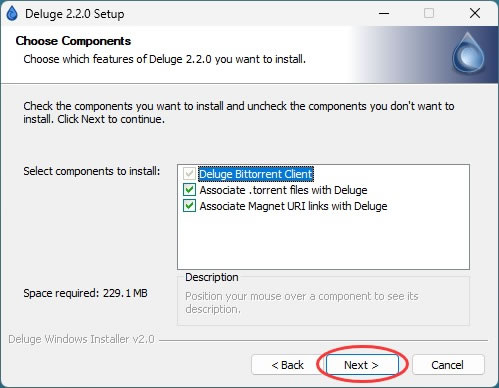 Deluge 2.2.0 Setup
Choose Components
Choose which features of Deluge 2.2.0 you want to install.
Check the components you want to install and uncheck the components you don't want to
install. Click Next to continue.
Select components to install:
Deluge Bittorrent Client
Associate .torrent files with Deluge
Associate Magnet URI links with Deluge
Space required: 229.1 MB
Description
Position your mouse over a component to see its
description.
Deluge Windows Installer v2.0
< Back
Next >
Cancel